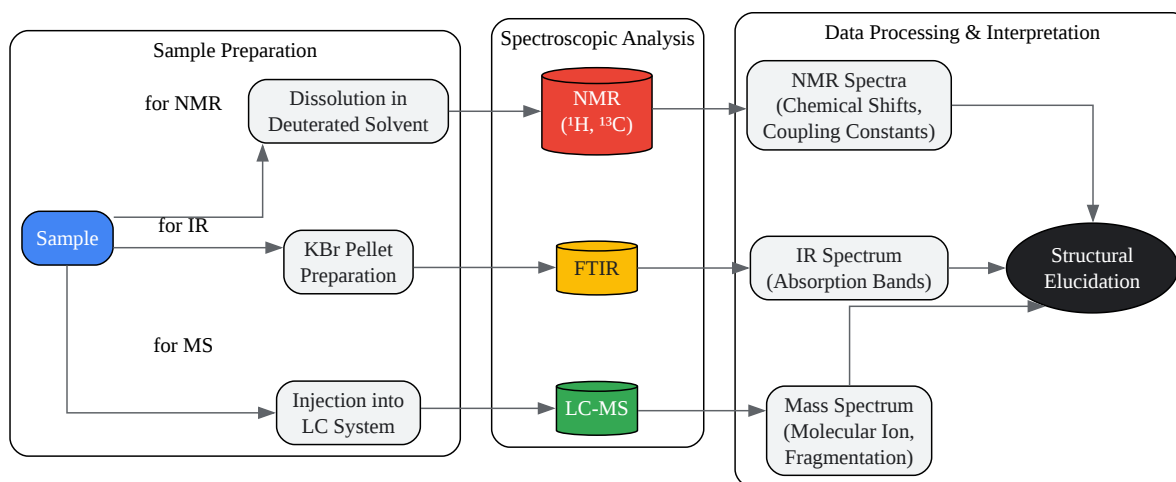 Sample Preparation
Spectroscopic Analysis
Data Processing & Interpretation
for NMR
Dissolution in
Deuterated Solvent
NMR
(¹H, ¹³C)
NMR Spectra
(Chemical Shifts,
Coupling Constants)
Sample
for IR
KBr Pellet
Preparation
FTIR
IR Spectrum
(Absorption Bands)
Structural
Elucidation
for MS
Injection into
LC System
LC-MS
Mass Spectrum
(Molecular Ion,
Fragmentation)